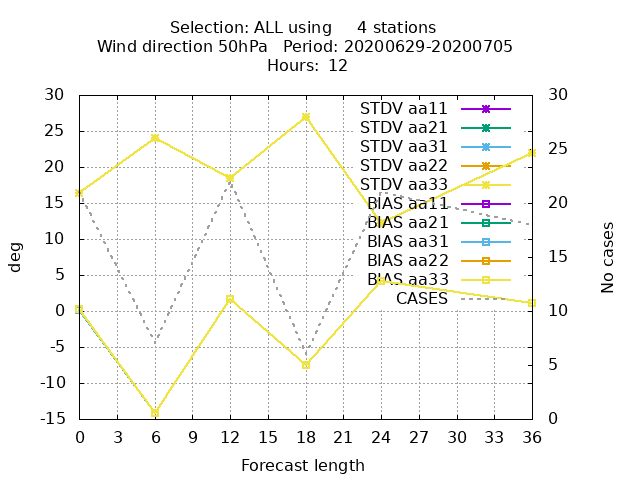 Selection: ALL using     4 stations
Wind direction 50hPa   Period: 20200629-20200705
Hours: 12
30 30
STDV aa11
25
STDV aa21
STDV aa31
25
20
STDV aa22
STDV aa33
15
BIAS aa11
20
BIAS aa21
10
BIAS aa31
BIAS aa22
15
5
BIAS aa33
CASES
0
10
-5
5
-10
-15
0
0 3 6 9 12 15 18 21 24 27 30 33 36
deg
No cases
Forecast length